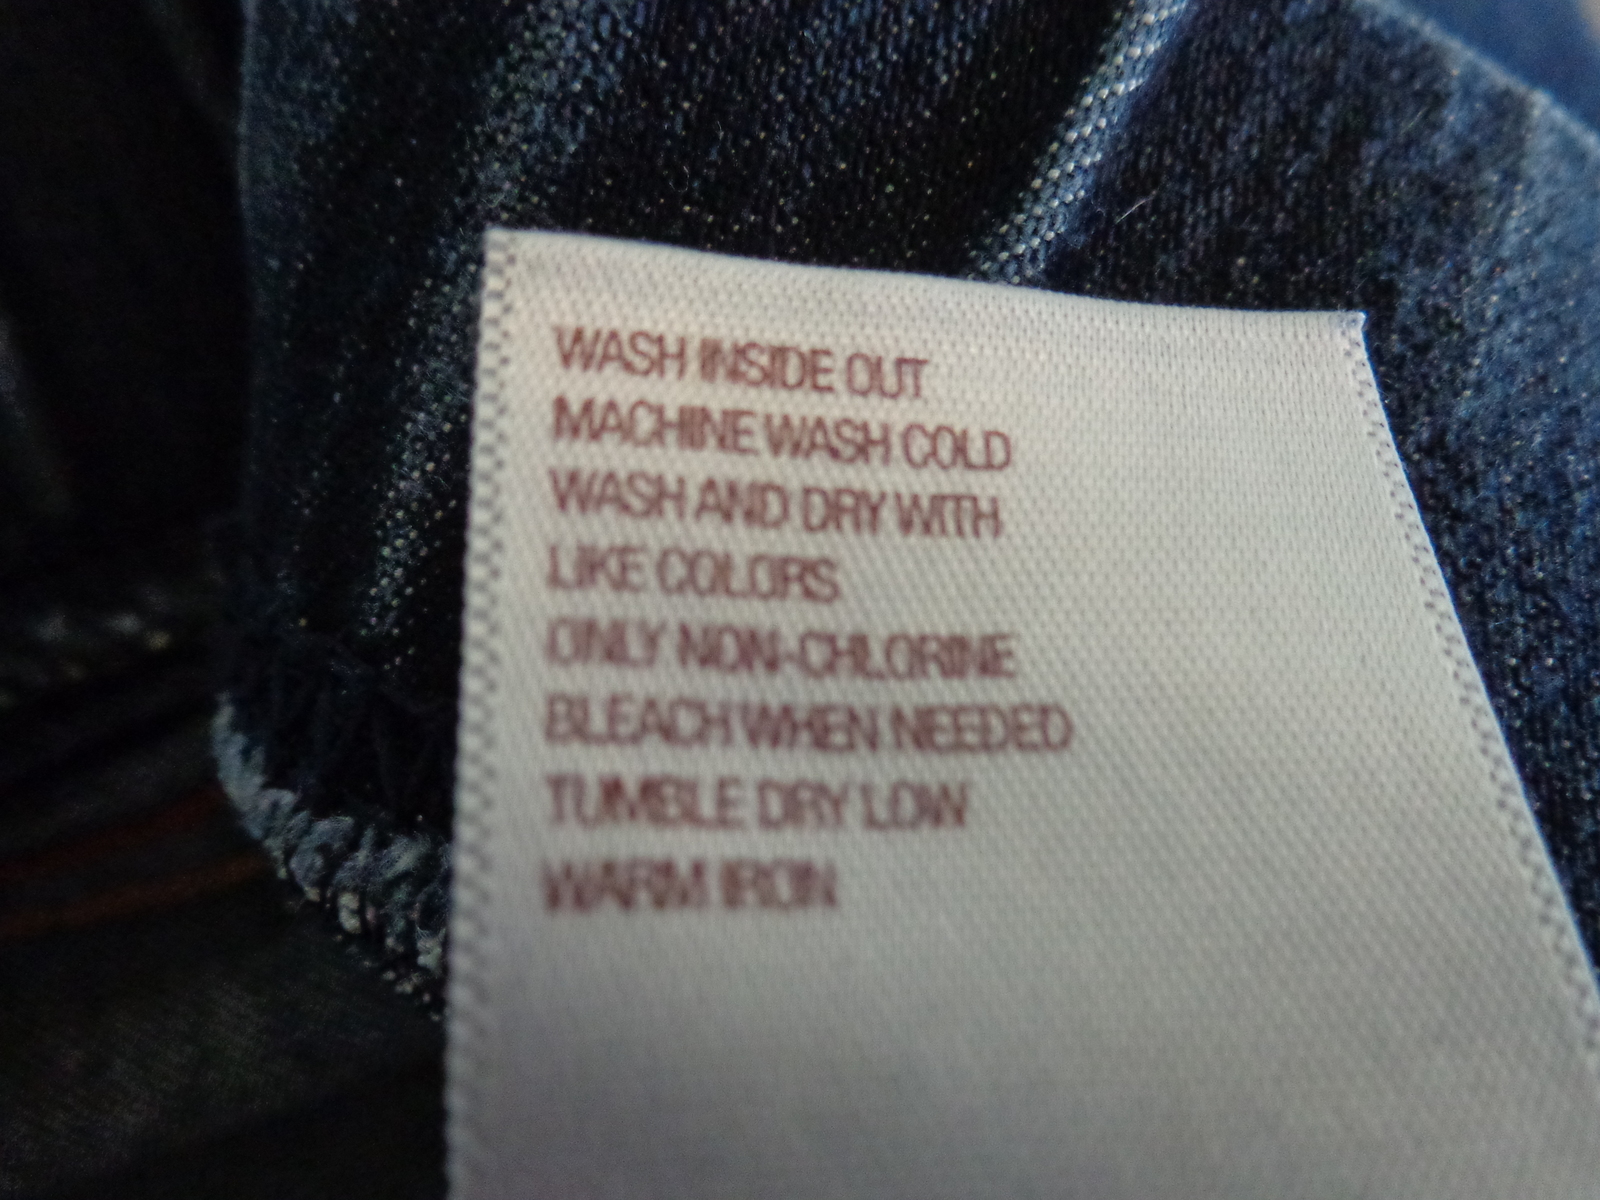 WASH INSIDE OUT
MACHINE WASH COLD
WASH AND DRY WITH
LIKE COLORS
ONLY NON-CHLORINE
BLEACH WHEN NEEDED
TUMBLE DRY LOW
WARM IRON